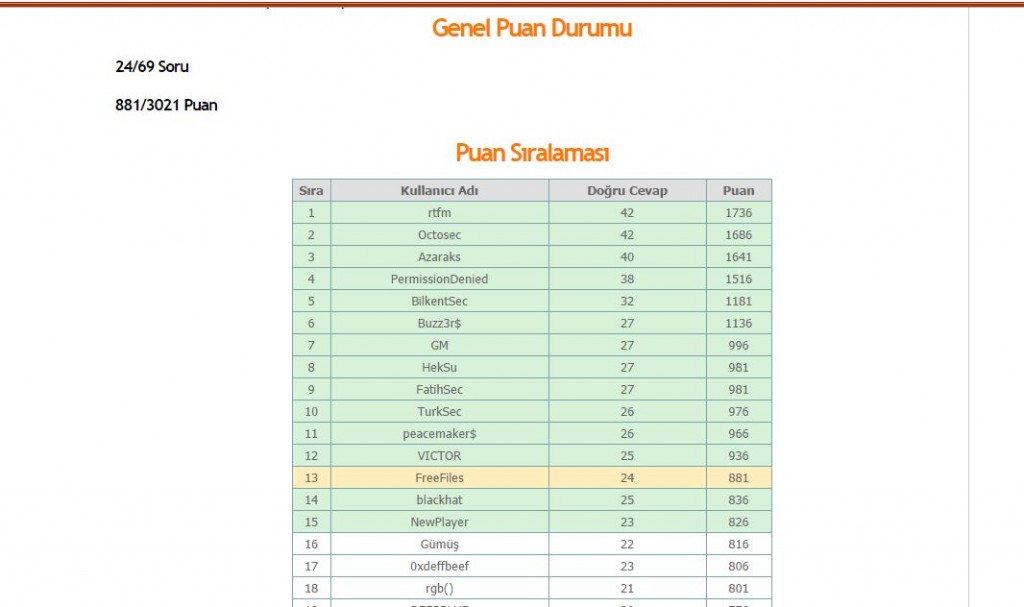 Genel Puan Durumu
24/69 Soru
881/3021 Puan
Puan Sıralaması
Sıra Kullanıcı Adı Doğru Cevap Puan
1 rtfm 42 1736
2 Octosec 42 1686
3 Azaraks 40 1641
4 PermissionDenied 38 1516
5 BilkentSec 32 1181
6 Buzz3r$ 27 1136
7 GM 27 996
8 HekSu 27 981
9 FatihSec 27 981
10 TurkSec 26 976
11 peacemaker$ 26 966
12 VICTOR 25 936
13 FreeFiles 24 881
14 blackhat 25 836
15 NewPlayer 23 826
16 Gümüş 22 816
17 0xdeffbeef 23 806
18 rgb() 21 801